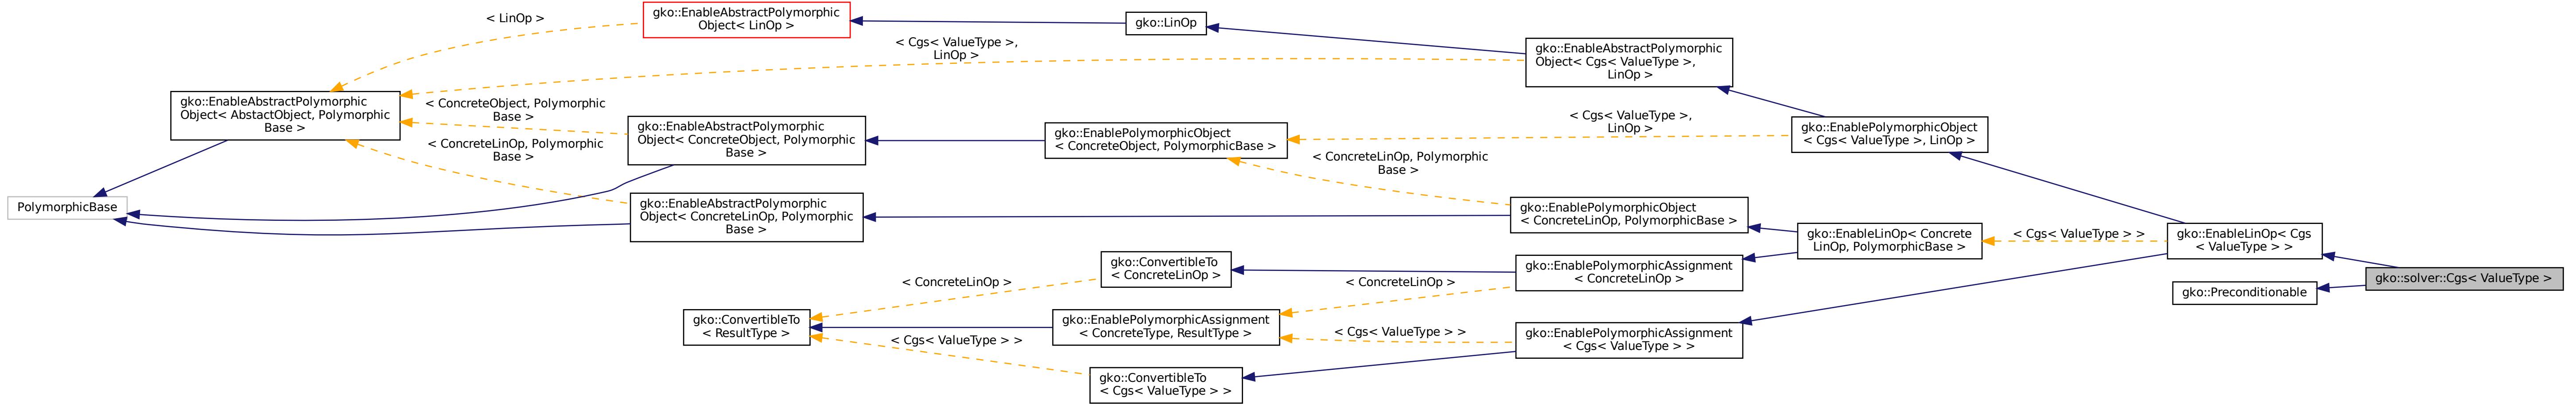 PolymorphicBase
gko::EnableAbstractPolymorphic
Object< AbstactObject, Polymorphic
Base >
< LinOp >
< Cgs< ValueType >,
LinOp >
< ConcreteObject, Polymorphic
Base >
< ConcreteLinOp, Polymorphic
Base >
gko::EnableAbstractPolymorphic
Object< LinOp >
gko::EnableAbstractPolymorphic
Object< ConcreteObject, Polymorphic
Base >
gko::EnableAbstractPolymorphic
Object< ConcreteLinOp, Polymorphic
Base >
gko::ConvertibleTo
< ResultType >
< ConcreteLinOp >
< Cgs< ValueType > >
gko::LinOp
gko::EnablePolymorphicObject
< ConcreteObject, PolymorphicBase >
gko::ConvertibleTo
< ConcreteLinOp >
gko::EnablePolymorphicAssignment
< ConcreteType, ResultType >
gko::ConvertibleTo
< Cgs< ValueType > >
< Cgs< ValueType >,
LinOp >
< ConcreteLinOp, Polymorphic
Base >
< ConcreteLinOp >
< Cgs< ValueType > >
gko::EnableAbstractPolymorphic
Object< Cgs< ValueType >,
LinOp >
gko::EnablePolymorphicObject
< ConcreteLinOp, PolymorphicBase >
gko::EnablePolymorphicAssignment
< ConcreteLinOp >
gko::EnablePolymorphicAssignment
< Cgs< ValueType > >
gko::EnablePolymorphicObject
< Cgs< ValueType >, LinOp >
gko::EnableLinOp< Concrete
LinOp, PolymorphicBase >
< Cgs< ValueType > >
gko::EnableLinOp< Cgs
< ValueType > >
gko::Preconditionable
gko::solver::Cgs< ValueType >